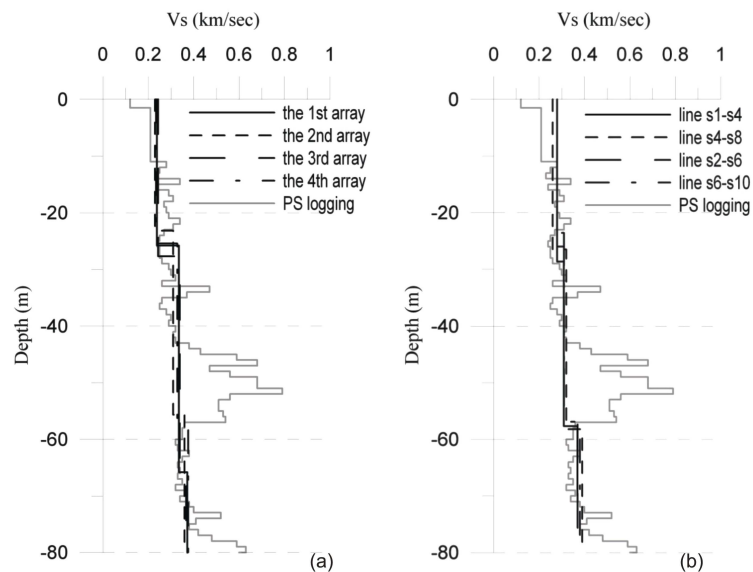 Vs (km/sec)
0 0.2 0.4 0.6 0.8 1
0
-20
-40
-60
-80
Depth (m)
the 1st array
the 2nd array
the 3rd array
the 4th array
PS logging
(a)
Vs (km/sec)
0 0.2 0.4 0.6 0.8 1
0
-20
-40
-60
-80
Depth (m)
line s1-s4
line s4-s8
line s2-s6
line s6-s10
PS logging
(b)